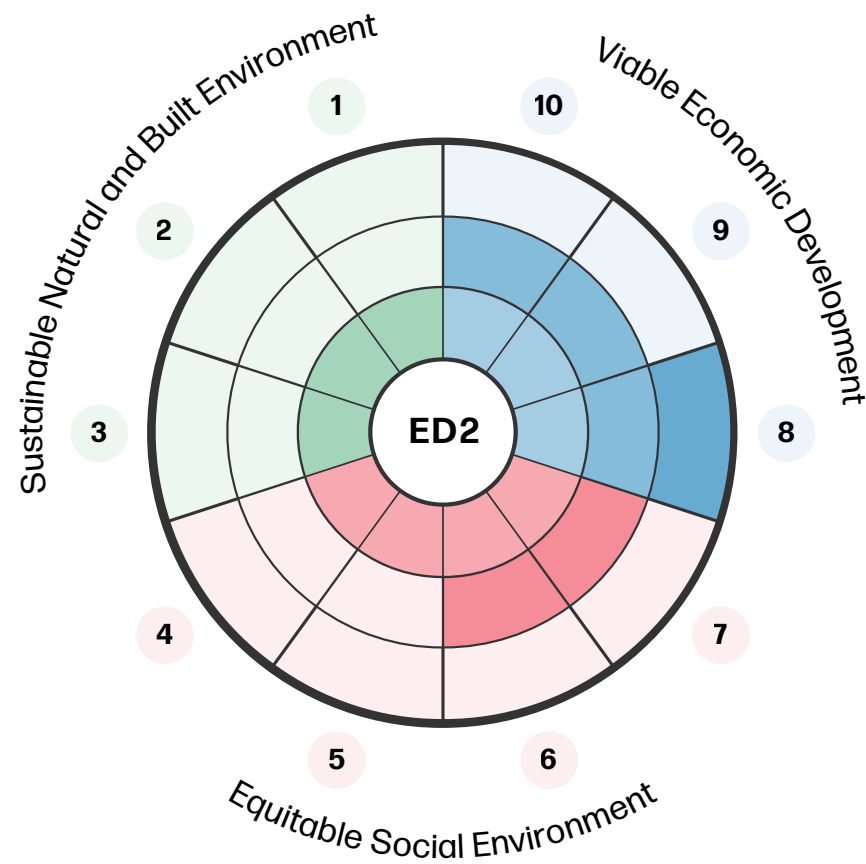 Sustainable Natural and Built Environment
Viable Economic Development
1
10
2
9
3
ED2
8
4
7
5
6
Equitable Social Environment